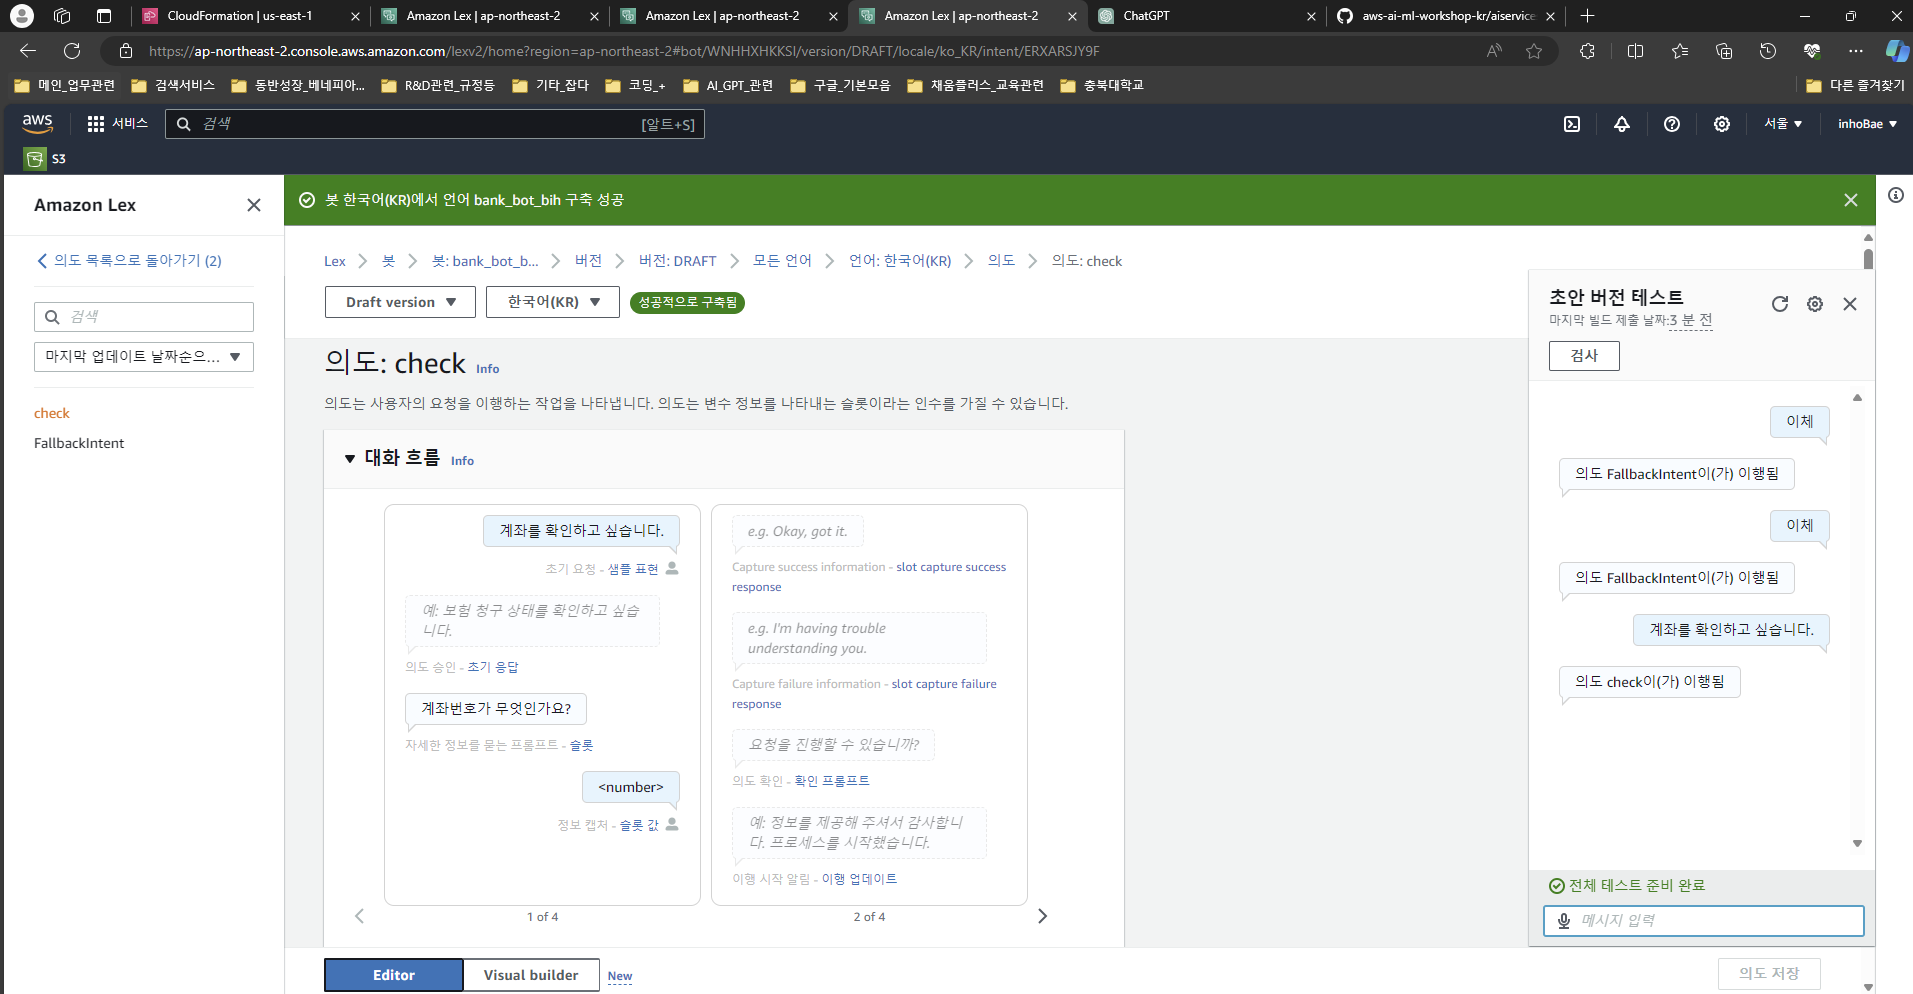 CloudFormation | us-east-1
Amazon Lex | ap-northeast-2
Amazon Lex | ap-northeast-2
Amazon Lex | ap-northeast-2
ChatGPT
aws-ai-ml-workshop-kr/aiservice
https://ap-northeast-2.console.aws.amazon.com/lexv2/home?region=ap-northeast-2#bot/WNHHXHKKSI/version/DRAFT/locale/ko_KR/intent/ERXARSJY9F
메인_업무관련
검색서비스
동반성장_베네피아...
R&D관련_규정등
기타_잡다
코딩_+
AI_GPT_관련
구글_기본모음
채움플러스_교육관련
충북대학교
다른 즐겨찾기
aws
서비스
검색
[알트+S]
서울
inhoBae
S3
Amazon Lex
의도 목록으로 돌아가기 (2)
검색
마지막 업데이트 날짜순으...
check
FallbackIntent
봇 한국어(KR)에서 언어 bank_bot_bih 구축 성공
Lex
봇
봇: bank_bot_b...
버전
버전: DRAFT
모든 언어
언어: 한국어(KR)
의도
의도: check
Draft version
한국어(KR)
성공적으로 구축됨
의도: check Info
의도는 사용자의 요청을 이행하는 작업을 나타냅니다. 의도는 변수 정보를 나타내는 슬롯이라는 인수를 가질 수 있습니다.
대화 흐름 Info
계좌를 확인하고 싶습니다.
초기 요청 - 샘플 표현
예: 보험 청구 상태를 확인하고 싶습
니다.
의도 승인 - 초기 응답
계좌번호가 무엇인가요?
자세한 정보를 묻는 프롬프트 - 슬롯
<number>
정보 캡처 - 슬롯 값
1 of 4
e.g. Okay, got it.
Capture success information - slot capture success
response
e.g. I'm having trouble
understanding you.
Capture failure information - slot capture failure
response
요청을 진행할 수 있습니까?
의도 확인 - 확인 프롬프트
예: 정보를 제공해 주셔서 감사합니
다. 프로세스를 시작했습니다.
이행 시작 알림 - 이행 업데이트
2 of 4
Editor
Visual builder
New
의도 저장
초안 버전 테스트
마지막 빌드 제출 날짜:3 분 전
검사
이체
의도 FallbackIntent이(가) 이행됨
이체
의도 FallbackIntent이(가) 이행됨
계좌를 확인하고 싶습니다.
의도 check이(가) 이행됨
전체 테스트 준비 완료
메시지 입력